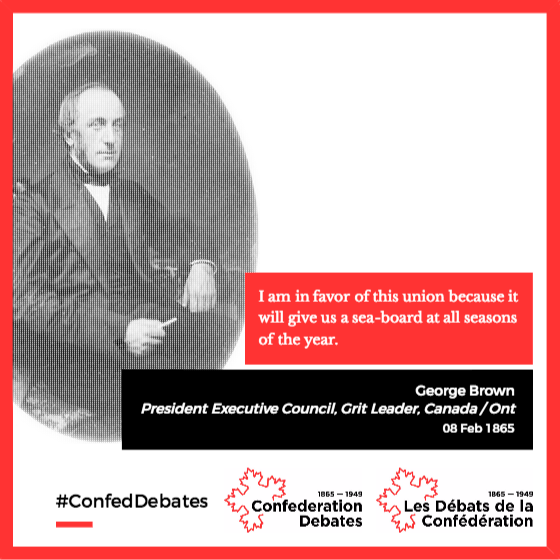 I am in favor of this union because it
will give us a sea-board at all seasons
of the year.
George Brown
President Executive Council, Grit Leader, Canada / Ont
08 Feb 1865
#ConfedDebates
1865 — 1949
Confederation
Debates
1865 — 1949
Les Débats de la
Confédération